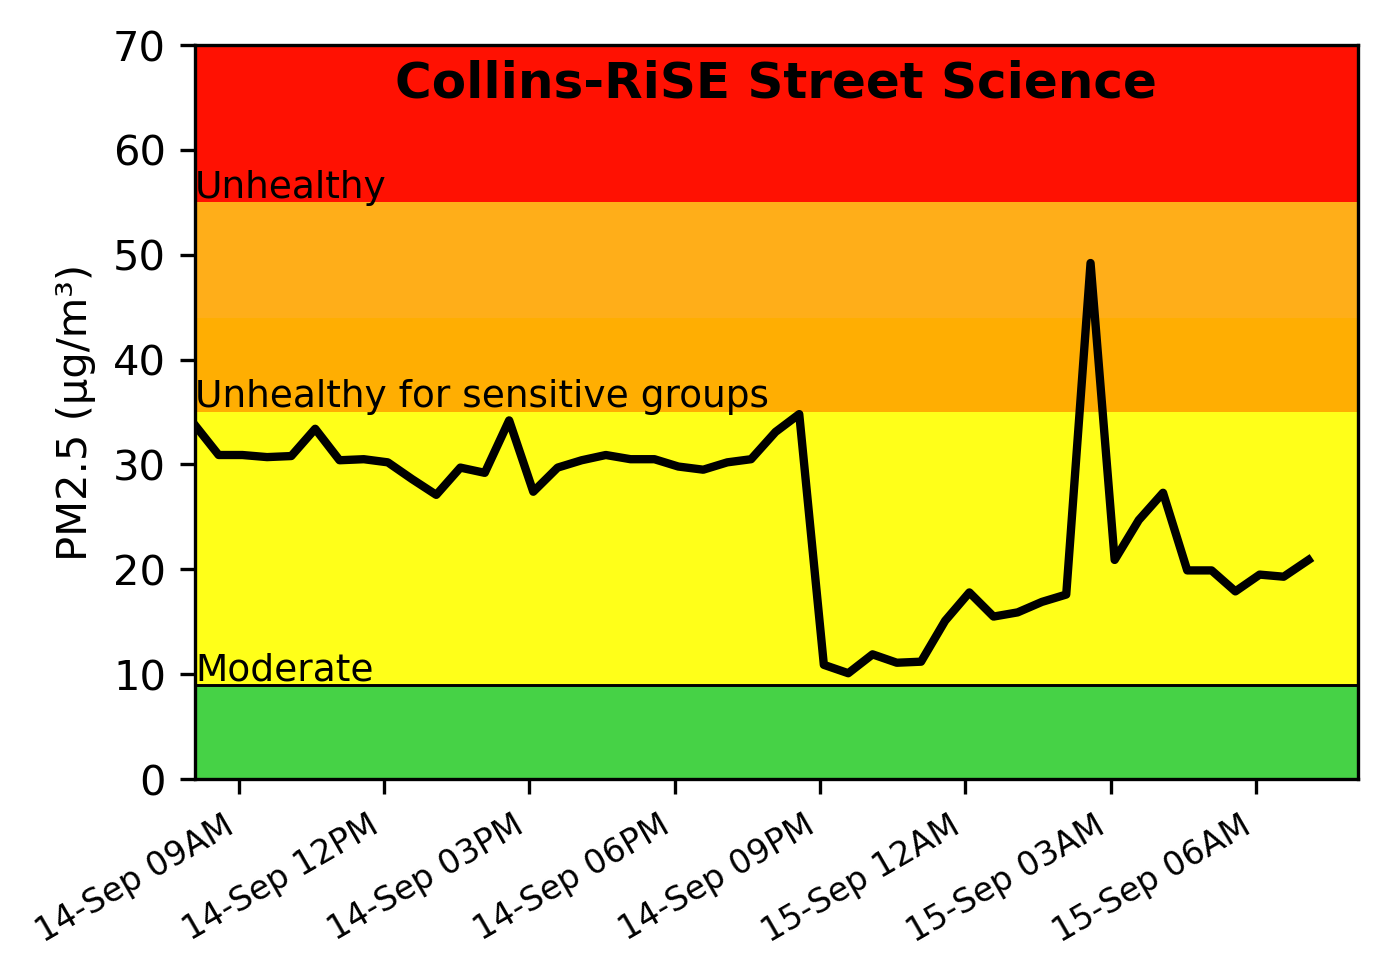 Collins-RiSE Street Science
70
60
Unhealthy
50
40
Unhealthy for sensitive groups
30
20
Moderate
10
0
PM2.5 (µg/m³)
14-Sep 09AM
14-Sep 12PM
14-Sep 03PM
14-Sep 06PM
14-Sep 09PM
15-Sep 12AM
15-Sep 03AM
15-Sep 06AM